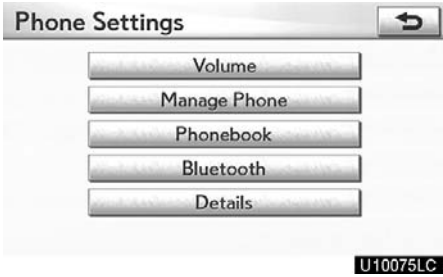 Phone Settings
Volume
Manage Phone
Phonebook
Bluetooth
Details
U10075LC